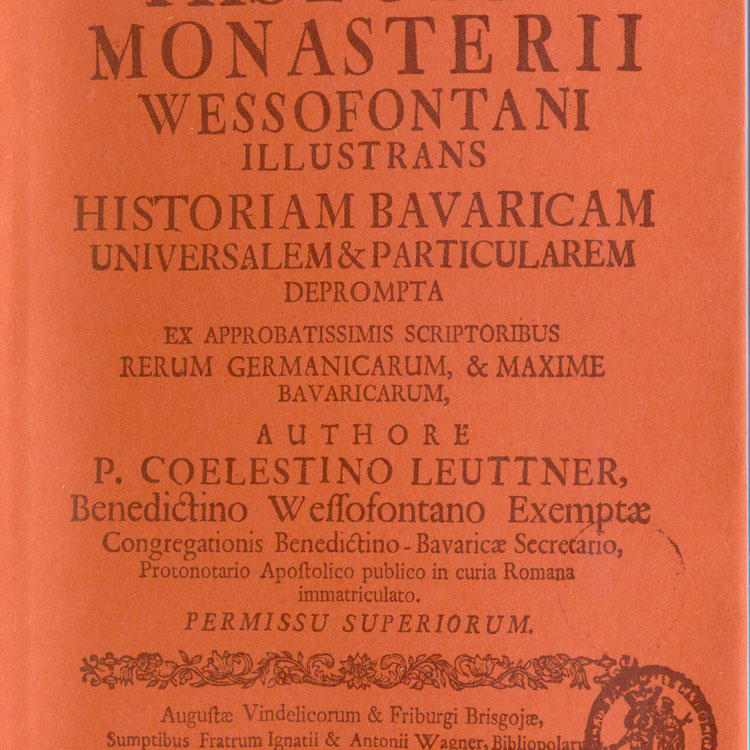 MONASTERII
WESSOFONTANI
ILLUSTRANS
HISTORIAM BAVARICAM
UNIVERSALEM & PARTICULAREM
DEPROMPTA
EX APPROBATISSIMIS SCRIPTORIBUS
RERUM GERMANICARUM, & MAXIME
BAVARICARUM,
AUTHORE
P. COELESTINO LEUTTNER,
Benedictino Weſſofontano Exemptæ
Congregationis Benedictino-Bavaricæ Secretario,
Protonotario Apoſtolico publico in curia Romana
immatriculato.
PERMISSU SUPERIORUM.
Auguſtæ Vindelicorum & Friburgi Brisgojæ,
Sumptibus Fratrum Ignatii & Antonii Wagner,